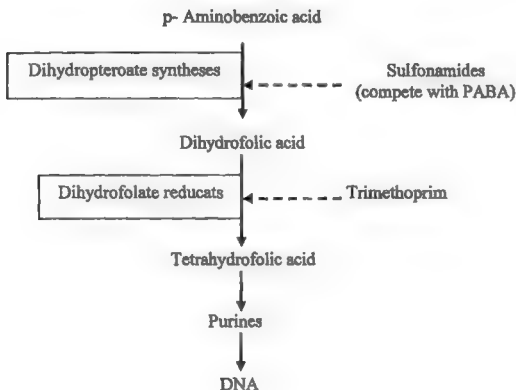 p- Aminobenzoic acid
Dihydropteroate syntheses
Sulfonamides
(compete with PABA)
Dihydrofolic acid
Dihydrofolate reducats
Trimethoprim
Tetrahydrofolic acid
Purines
DNA